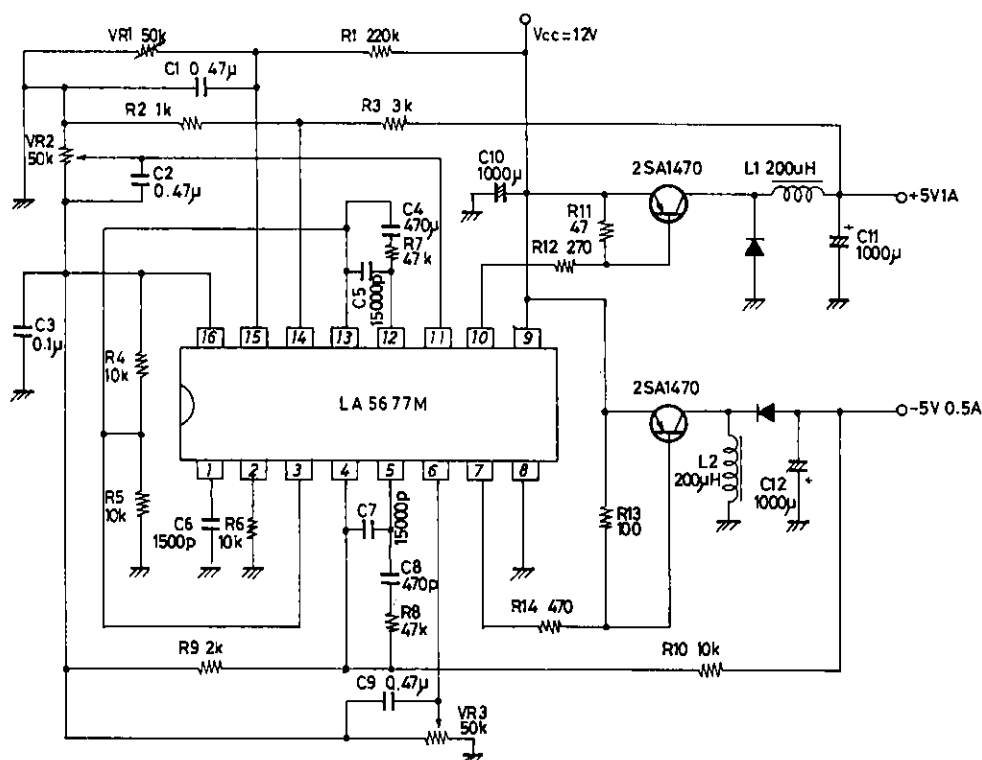 Vcc=12V
VR1 50k
R1 220k
C1 0.47μ
R2 1k
R3 3k
VR2
50k
C2
0.47μ
C10
1000μ
2SA1470
L1 200uH
+5V1A
C4
470μ
R7
47k
C5
15000p
R11
47
R12 270
C11
1000μ
+
C3
0.1μ
16
15
14
13
12
11
10
9
R4
10k
LA5677M
2SA1470
-5V 0.5A
1
2
3
4
5
6
7
8
L2
200μH
C12
1000μ
+
R5
10k
C6
1500p
R6
10k
C7
15000p
R13
100
C8
470p
R8
47k
R14 470
R9 2k
R10 10k
C9 0.47μ
VR3
50k